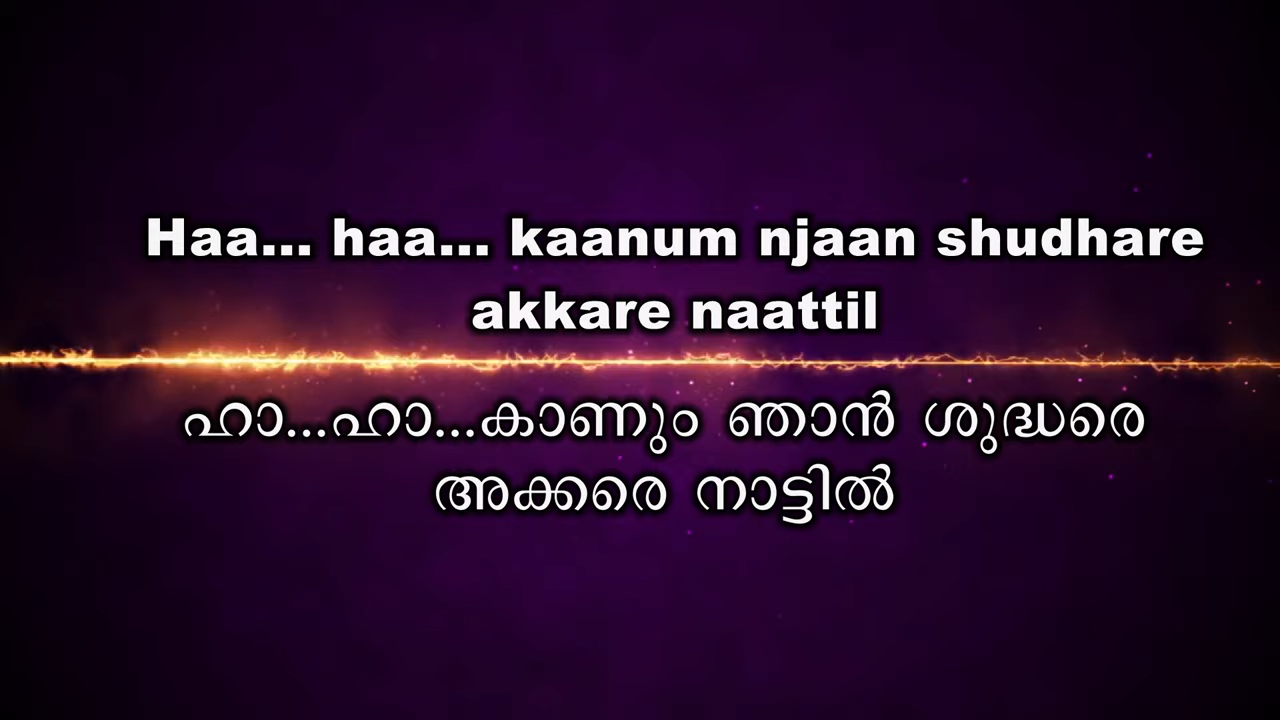 Haa... haa... kaanum njaan shudhare
akkare naattil
ഹാ...ഹാ...കാണും ഞാൻ ശുദ്ധരെ
അക്കരെ നാട്ടിൽ